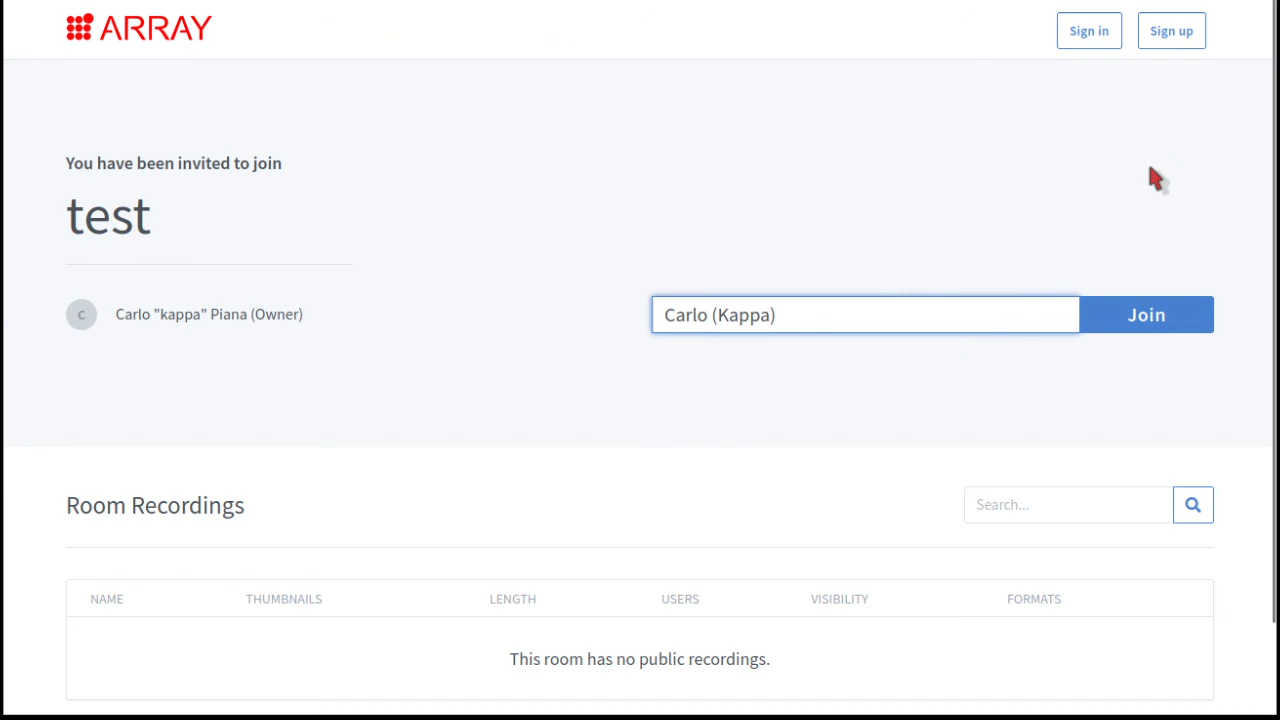 ARRAY
Sign in
Sign up
You have been invited to join
test
C
Carlo "kappa" Piana (Owner)
Carlo (Kappa)
Join
Room Recordings
Search...
NAME THUMBNAILS LENGTH USERS VISIBILITY FORMATS
This room has no public recordings.